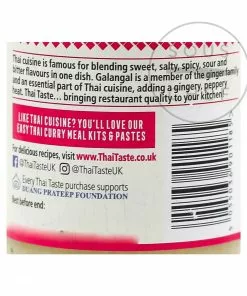 SOUS
Thai cuisine is famous for blending sweet, salty, spicy, sour and
bitter flavours in one dish. Galangal is a member of the ginger family
and an essential part of Thai cuisine, adding a gingery, peppery
heat. Thai Taste... bringing restaurant quality to your kitchen!
LIKE THAI CUISINE? YOU'LL LOVE OUR
EASY THAI CURRY MEAL KITS & PASTES
For delicious recipes, visit
www.ThaiTaste.co.uk
@ThaiTasteUK
@ThaiTasteUK
Every Thai Taste purchase supports
DUANG PRATEEP FOUNDATION
Best before end: